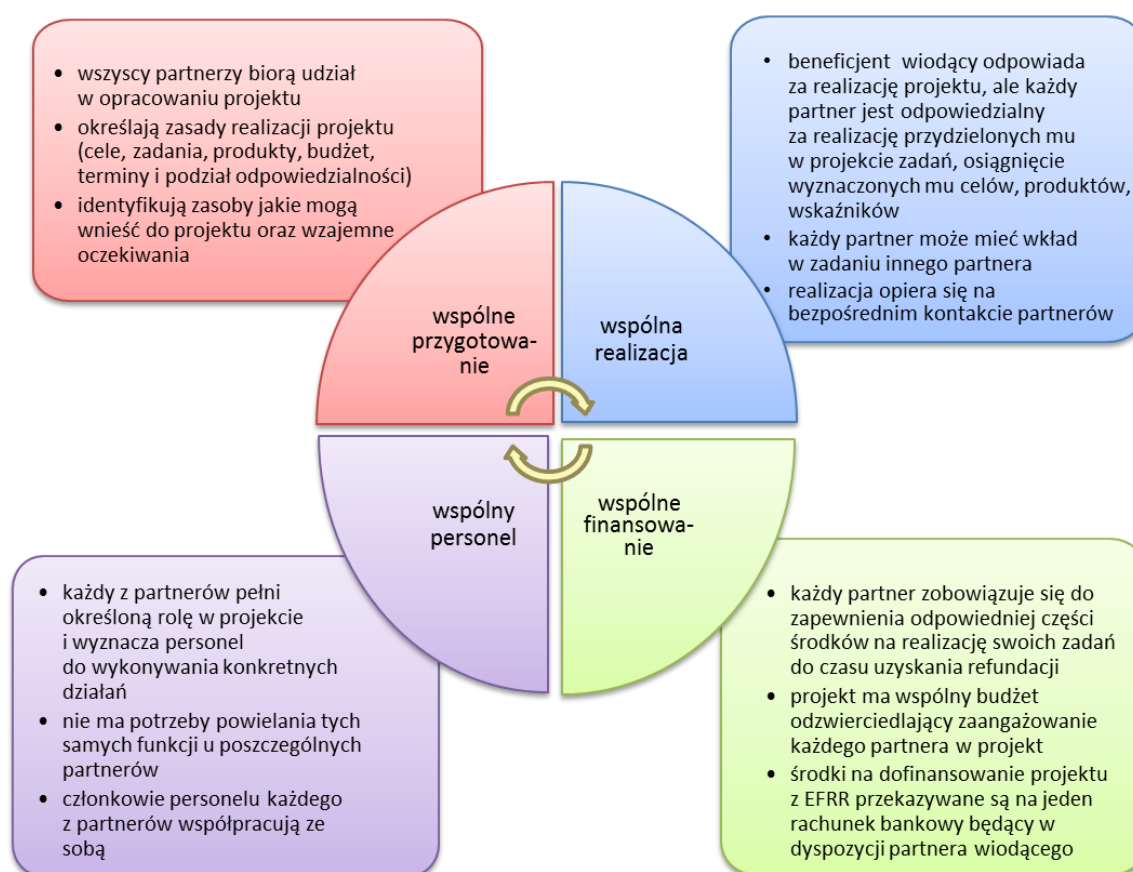 • wszyscy partnerzy biorą udział
w opracowaniu projektu
• określają zasady realizacji projektu
(cele, zadania, produkty, budżet,
terminy i podział odpowiedzialności)
• identyfikują zasoby jakie mogą
wnieść do projektu oraz wzajemne
oczekiwania
• beneficjent wiodący odpowiada
za realizację projektu, ale każdy
partner jest odpowiedzialny
za realizację przydzielonych mu
w projekcie zadań, osiągnięcie
wyznaczonych mu celów, produktów,
wskaźników
• każdy partner może mieć wkład
w zadaniu innego partnera
• realizacja opiera się na
bezpośrednim kontakcie partnerów
wspólne
przygotowa-
nie
wspólna
realizacja
wspólny
personel
wspólne
finansowa-
nie
• każdy z partnerów pełni
określoną rolę w projekcie
i wyznacza personel
do wykonywania konkretnych
działań
• nie ma potrzeby powielania tych
samych funkcji u poszczególnych
partnerów
• członkowie personelu każdego
z partnerów współpracują ze
sobą
• każdy partner zobowiązuje się do
zapewnienia odpowiedniej części
środków na realizację swoich zadań
do czasu uzyskania refundacji
• projekt ma wspólny budżet
odzwierciedlający zaangażowanie
każdego partnera w projekt
• środki na dofinansowanie projektu
z EFRR przekazywane są na jeden
rachunek bankowy będący w
dyspozycji partnera wiodącego